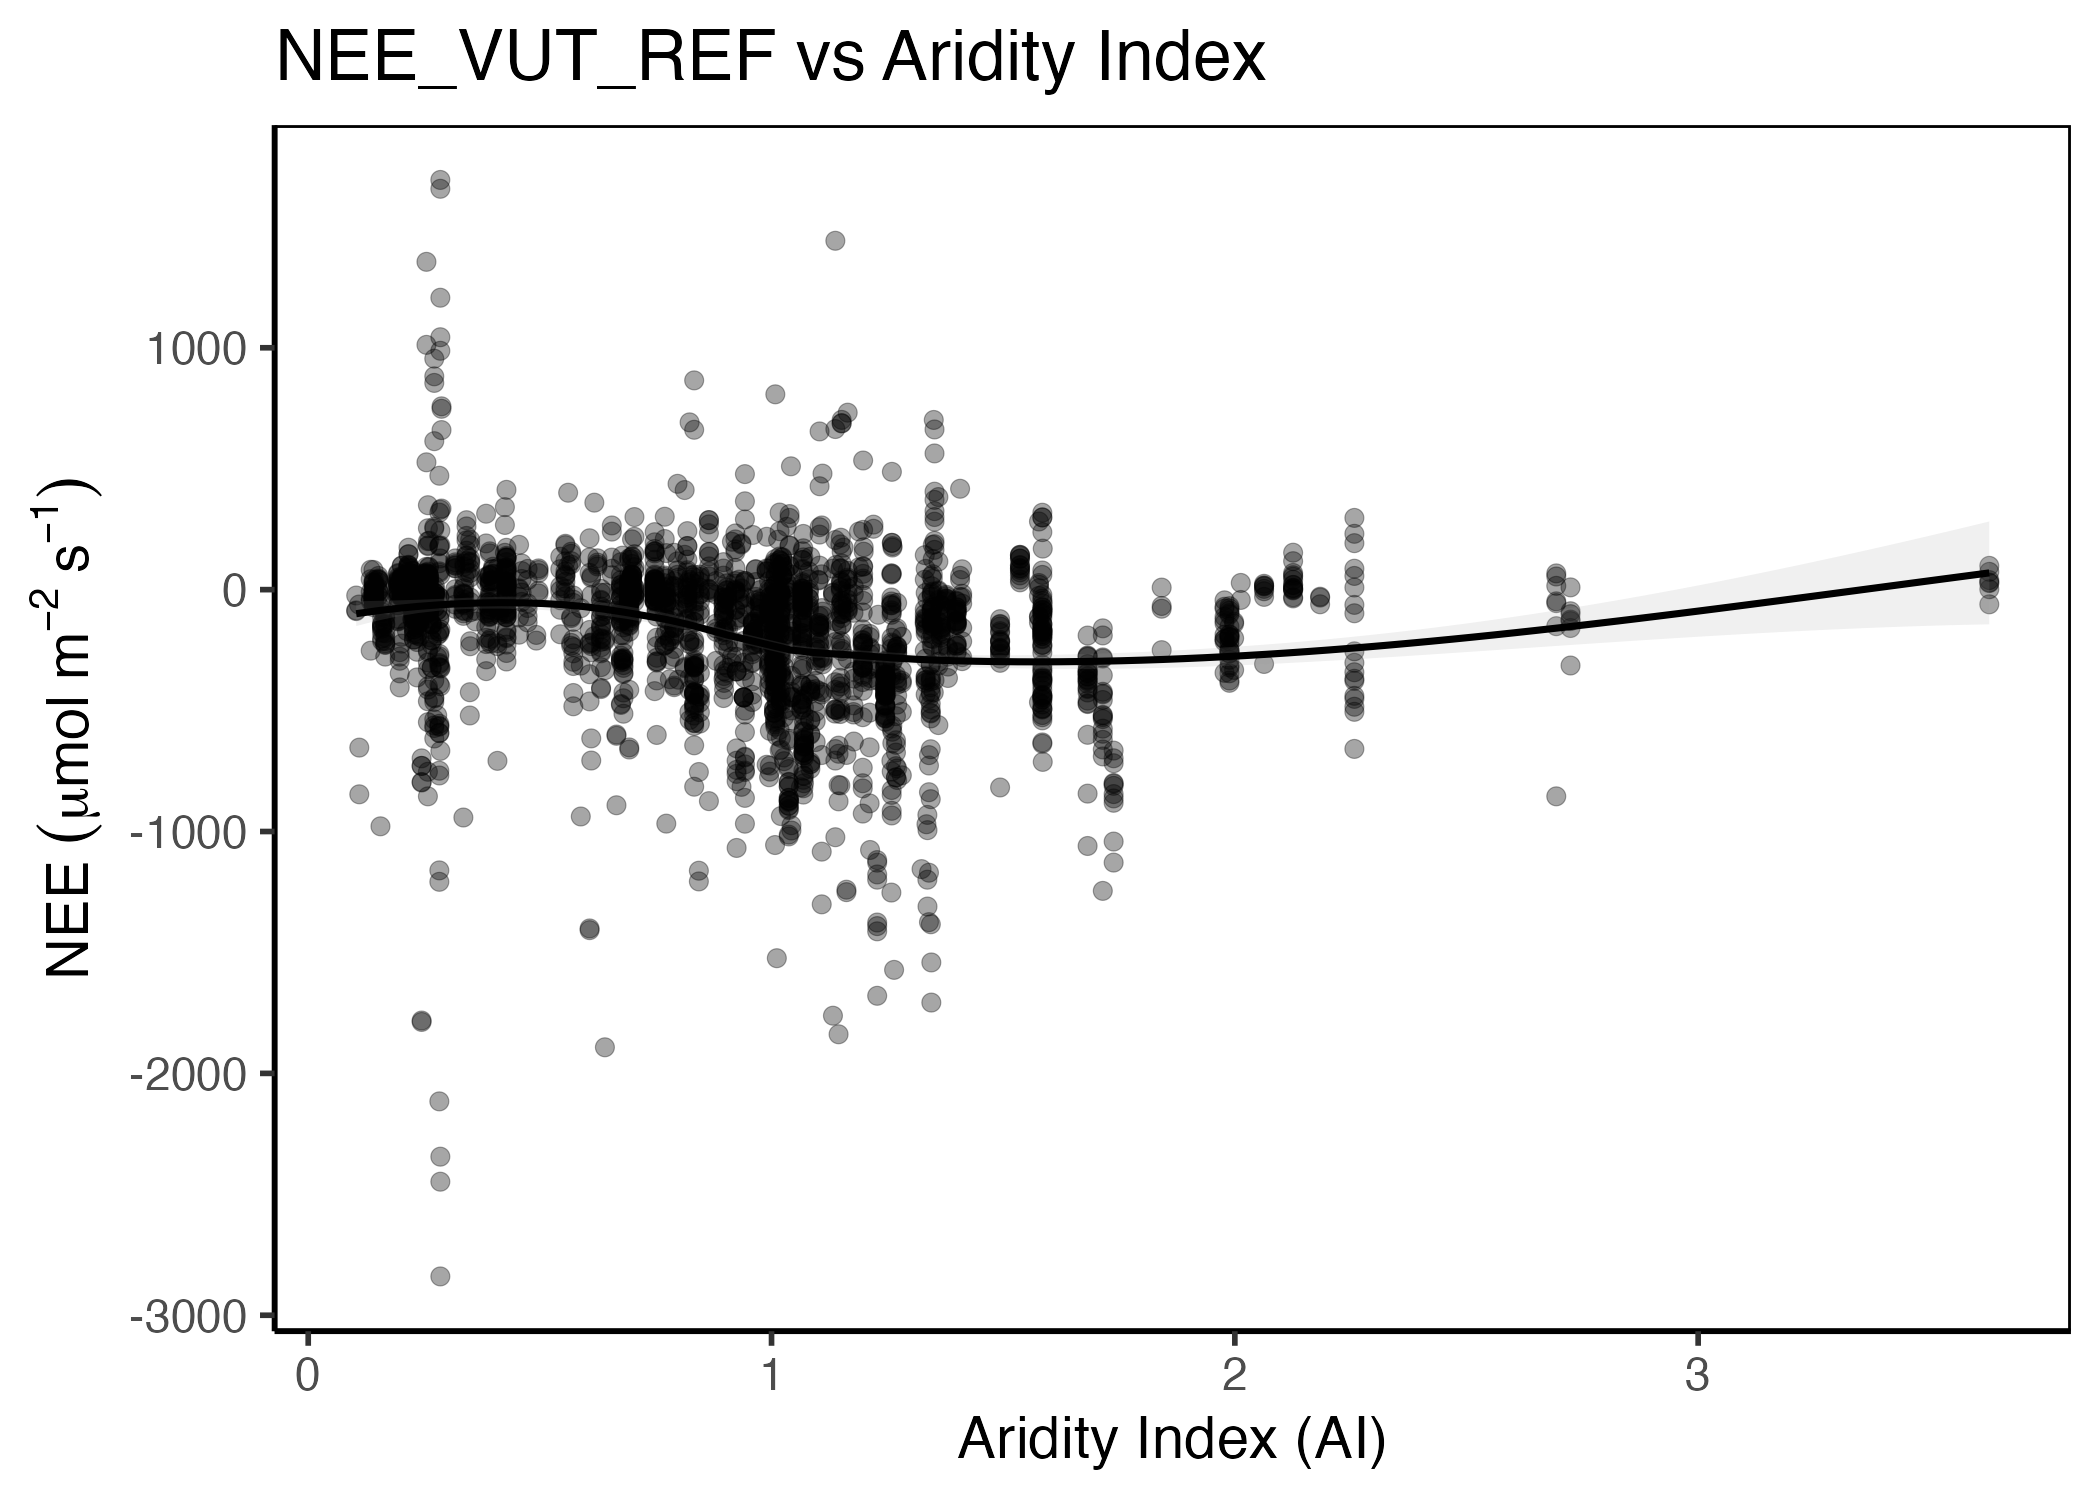 NEE_VUT_REF vs Aridity Index
NEE (μmol m⁻² s⁻¹)
1000
0
-1000
-2000
-3000
0 1 2 3
Aridity Index (AI)